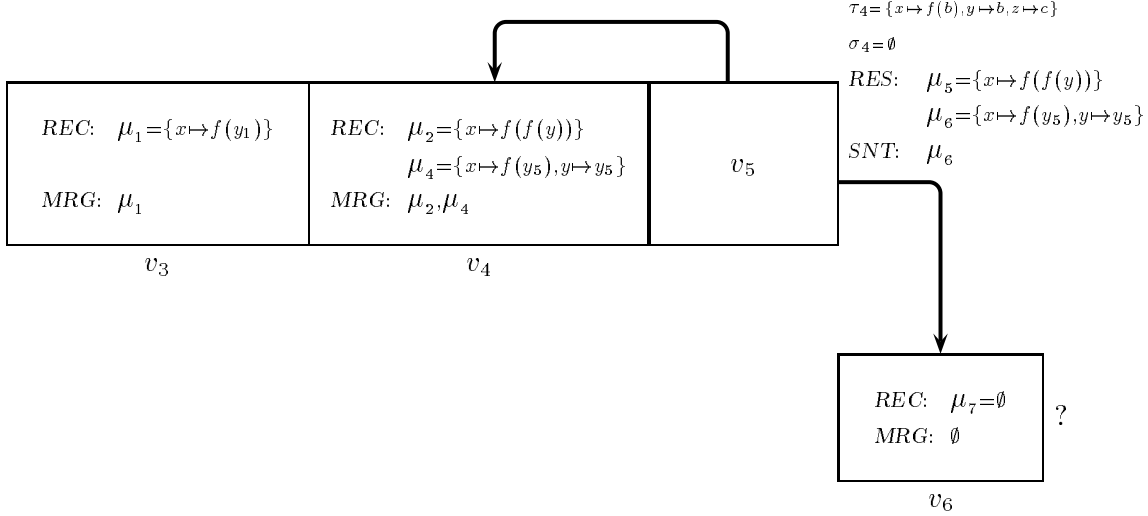 τ₄={x↦f(b),y↦b,z↦c}
σ₄=∅
RES: μ₅={x↦f(f(y))}
μ₆={x↦f(y₅),y↦y₅}
SNT: μ₆
REC: μ₁={x↦f(y₁)}
MRG: μ₁
v₃
REC: μ₂={x↦f(f(y))}
μ₄={x↦f(y₅),y↦y₅}
MRG: μ₂,μ₄
v₄
v₅
REC: μ₇=∅
MRG: ∅
?
v₆